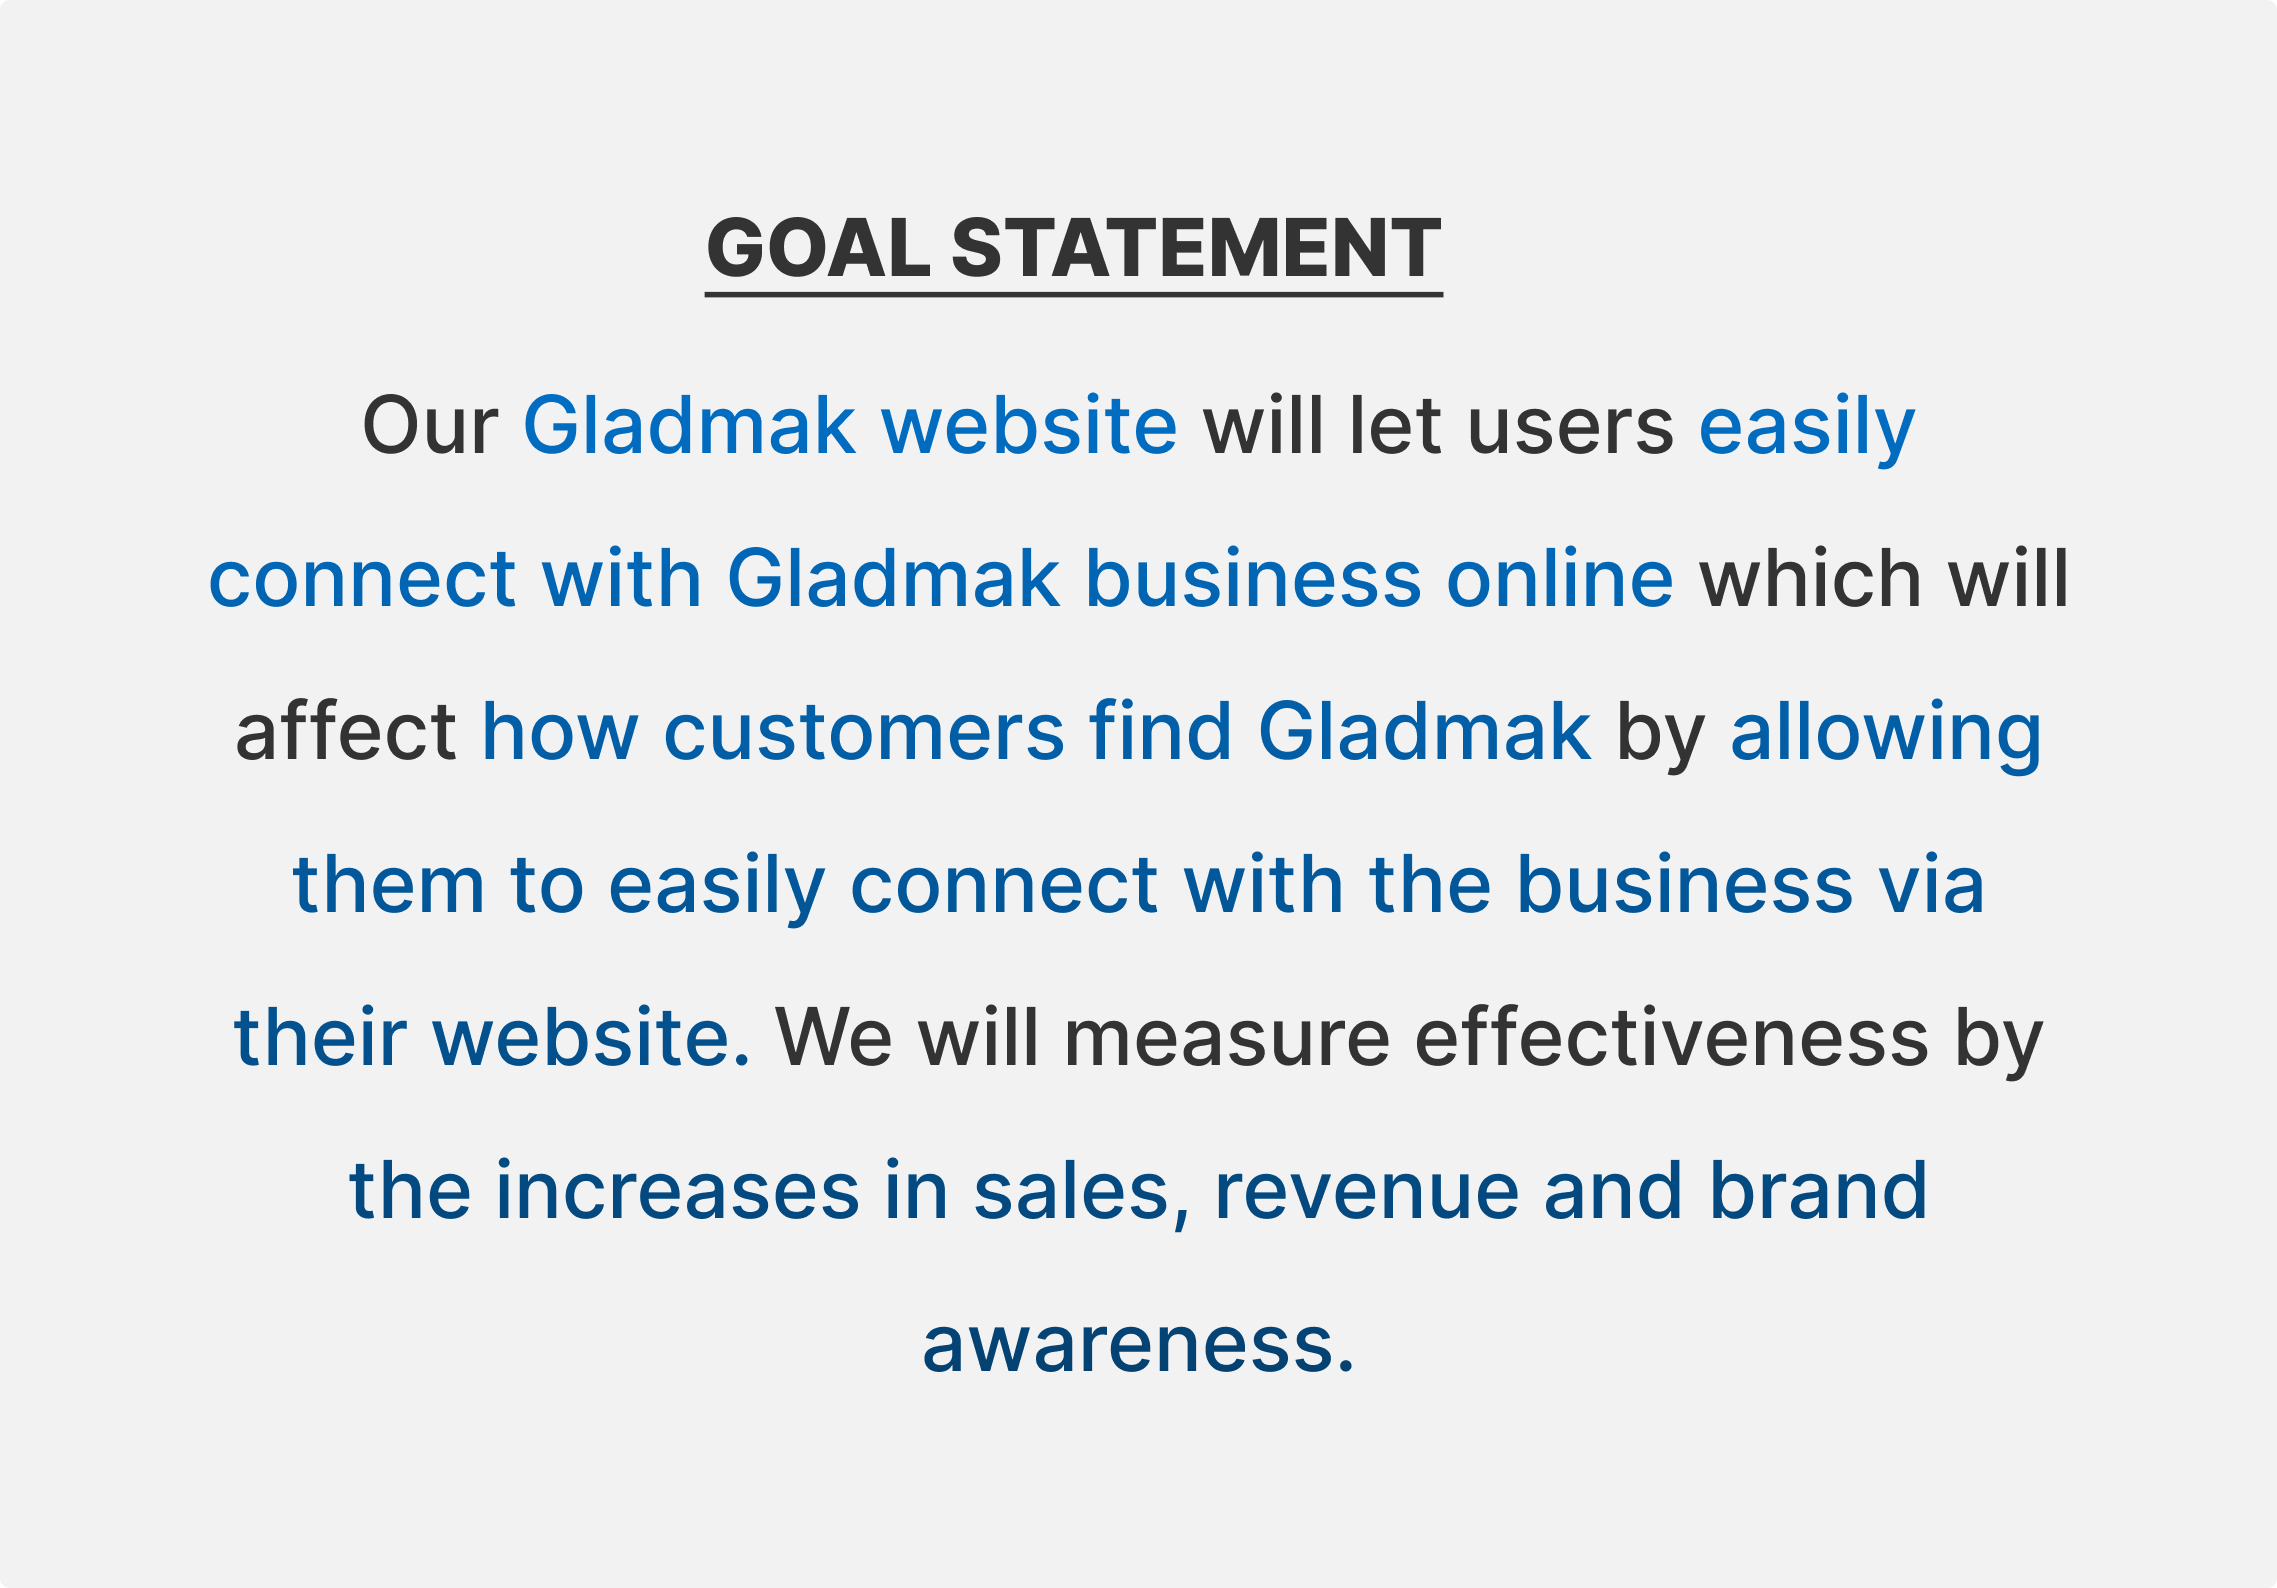 GOAL STATEMENT
Our Gladmak website will let users easily
connect with Gladmak business online which will
affect how customers find Gladmak by allowing
them to easily connect with the business via
their website. We will measure effectiveness by
the increases in sales, revenue and brand
awareness.